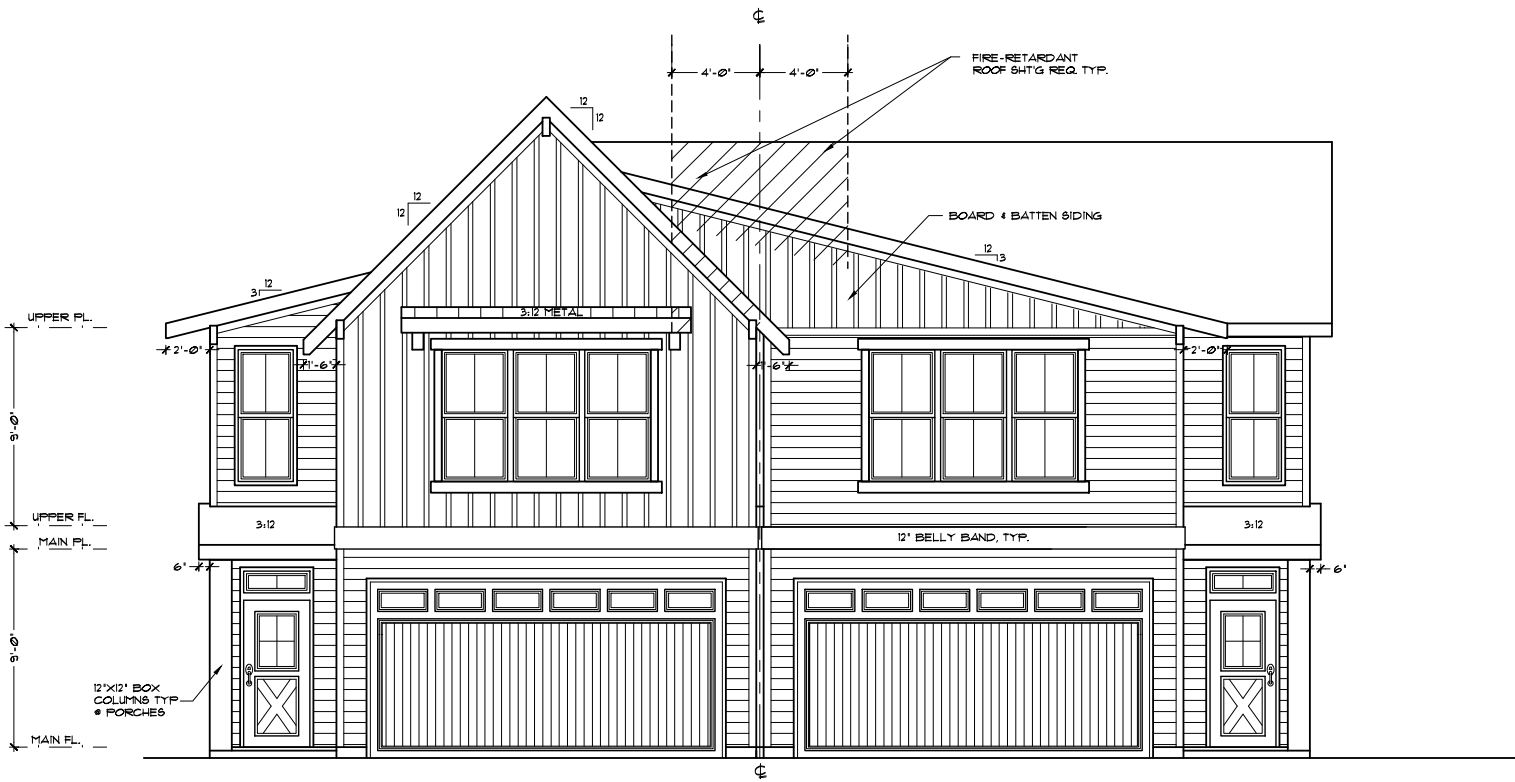 ℄
4'-0" 4'-0"
FIRE-RETARDANT
ROOF SHT'G REQ. TYP.
12
12
12
12
BOARD & BATTEN SIDING
12
3
12
3
3:12 METAL
UPPER PL.
2'-0"
1'-6"
1'-6"
2'-0"
9'-0"
UPPER FL.
3:12
3:12
12" BELLY BAND, TYP.
MAIN PL.
6"
6"
9'-0"
12"X12" BOX
COLUMNS TYP
@ PORCHES
MAIN FL.
℄